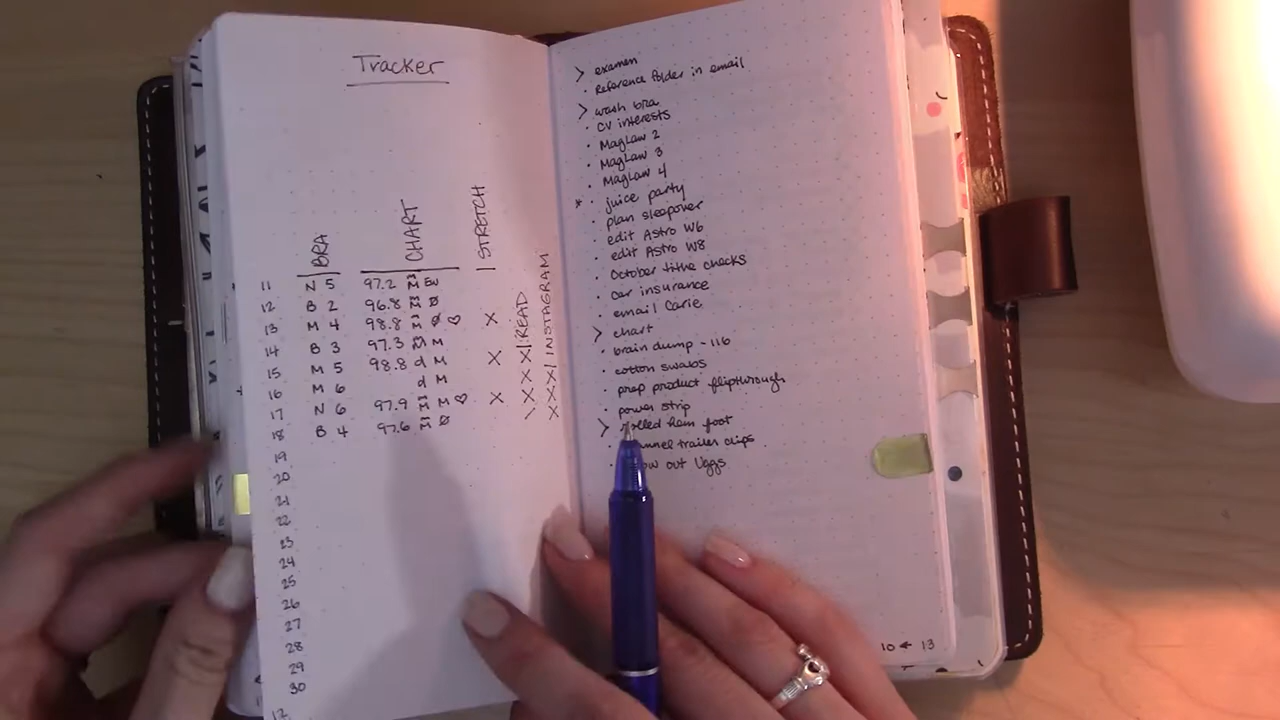 Tracker
BRA CHART STRETCH READ INSTAGRAM
11 N 5 97.2 M EW
12 B 2 96.8 M Ø
13 M 4 98.8 M Ø ♡ X
14 B 3 97.3 M M
15 M 5 98.8 d M X X X
16 M 6 d M X X
17 N 6 97.9 M M ♡ X X X
18 B 4 97.6 M Ø \ X
19
20
21
22
23
24
25
26
27
28
29
30
12
> examen
· Reference folder in email
> wash bra
· CV interests
· MagLaw 2
· MagLaw 3
· MagLaw 4
* · juice party
· plan sleepover
· edit Astro W6
· edit Astro W8
· October tithe checks
· car insurance
· email Carie
> chart
· brain dump - 116
· cotton swabs
· prep product flipthrough
· power strip
> rolled hem foot
trailer clips
out Uggs
10 ← 13